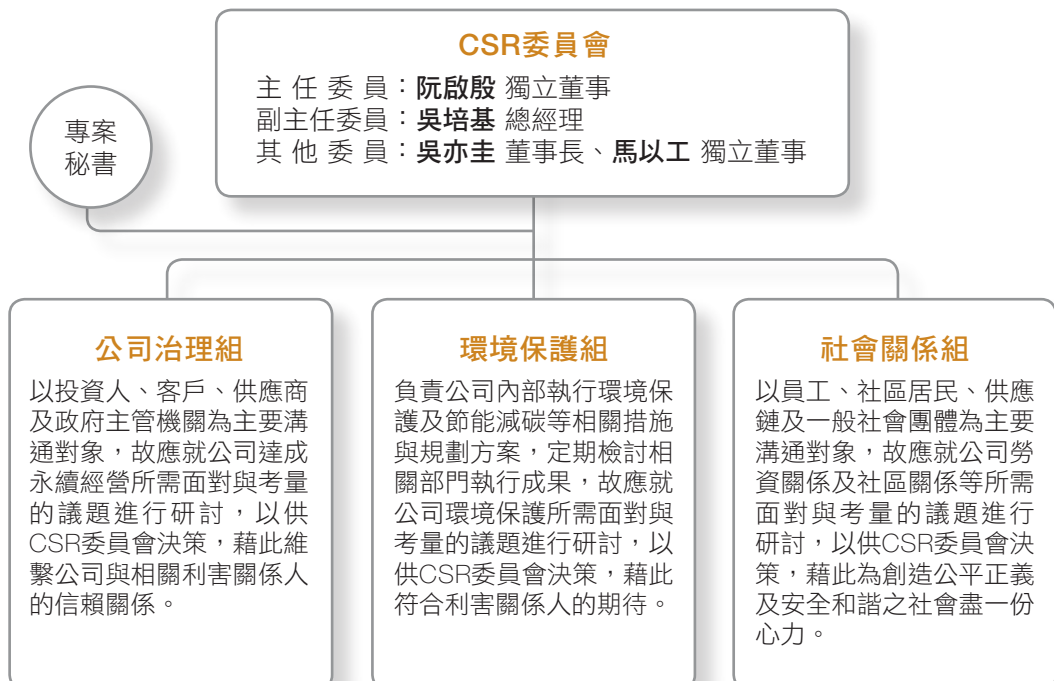 CSR委員會
主任委員：阮啟殷 獨立董事
副主任委員：吳培基 總經理
其他委員：吳亦圭 董事長、馬以工 獨立董事
專案
秘書
公司治理組
以投資人、客戶、供應商
及政府主管機關為主要溝
通對象，故應就公司達成
永續經營所需面對與考量
的議題進行研討，以供
CSR委員會決策，藉此維
繫公司與相關利害關係人
的信賴關係。
環境保護組
負責公司內部執行環境保
護及節能減碳等相關措施
與規劃方案，定期檢討相
關部門執行成果，故應就
公司環境保護所需面對與
考量的議題進行研討，以
供CSR委員會決策，藉此
符合利害關係人的期待。
社會關係組
以員工、社區居民、供應
鏈及一般社會團體為主要
溝通對象，故應就公司勞
資關係及社區關係等所需
面對與考量的議題進行
研討，以供CSR委員會決
策，藉此為創造公平正義
及安全和諧之社會盡一份
心力。